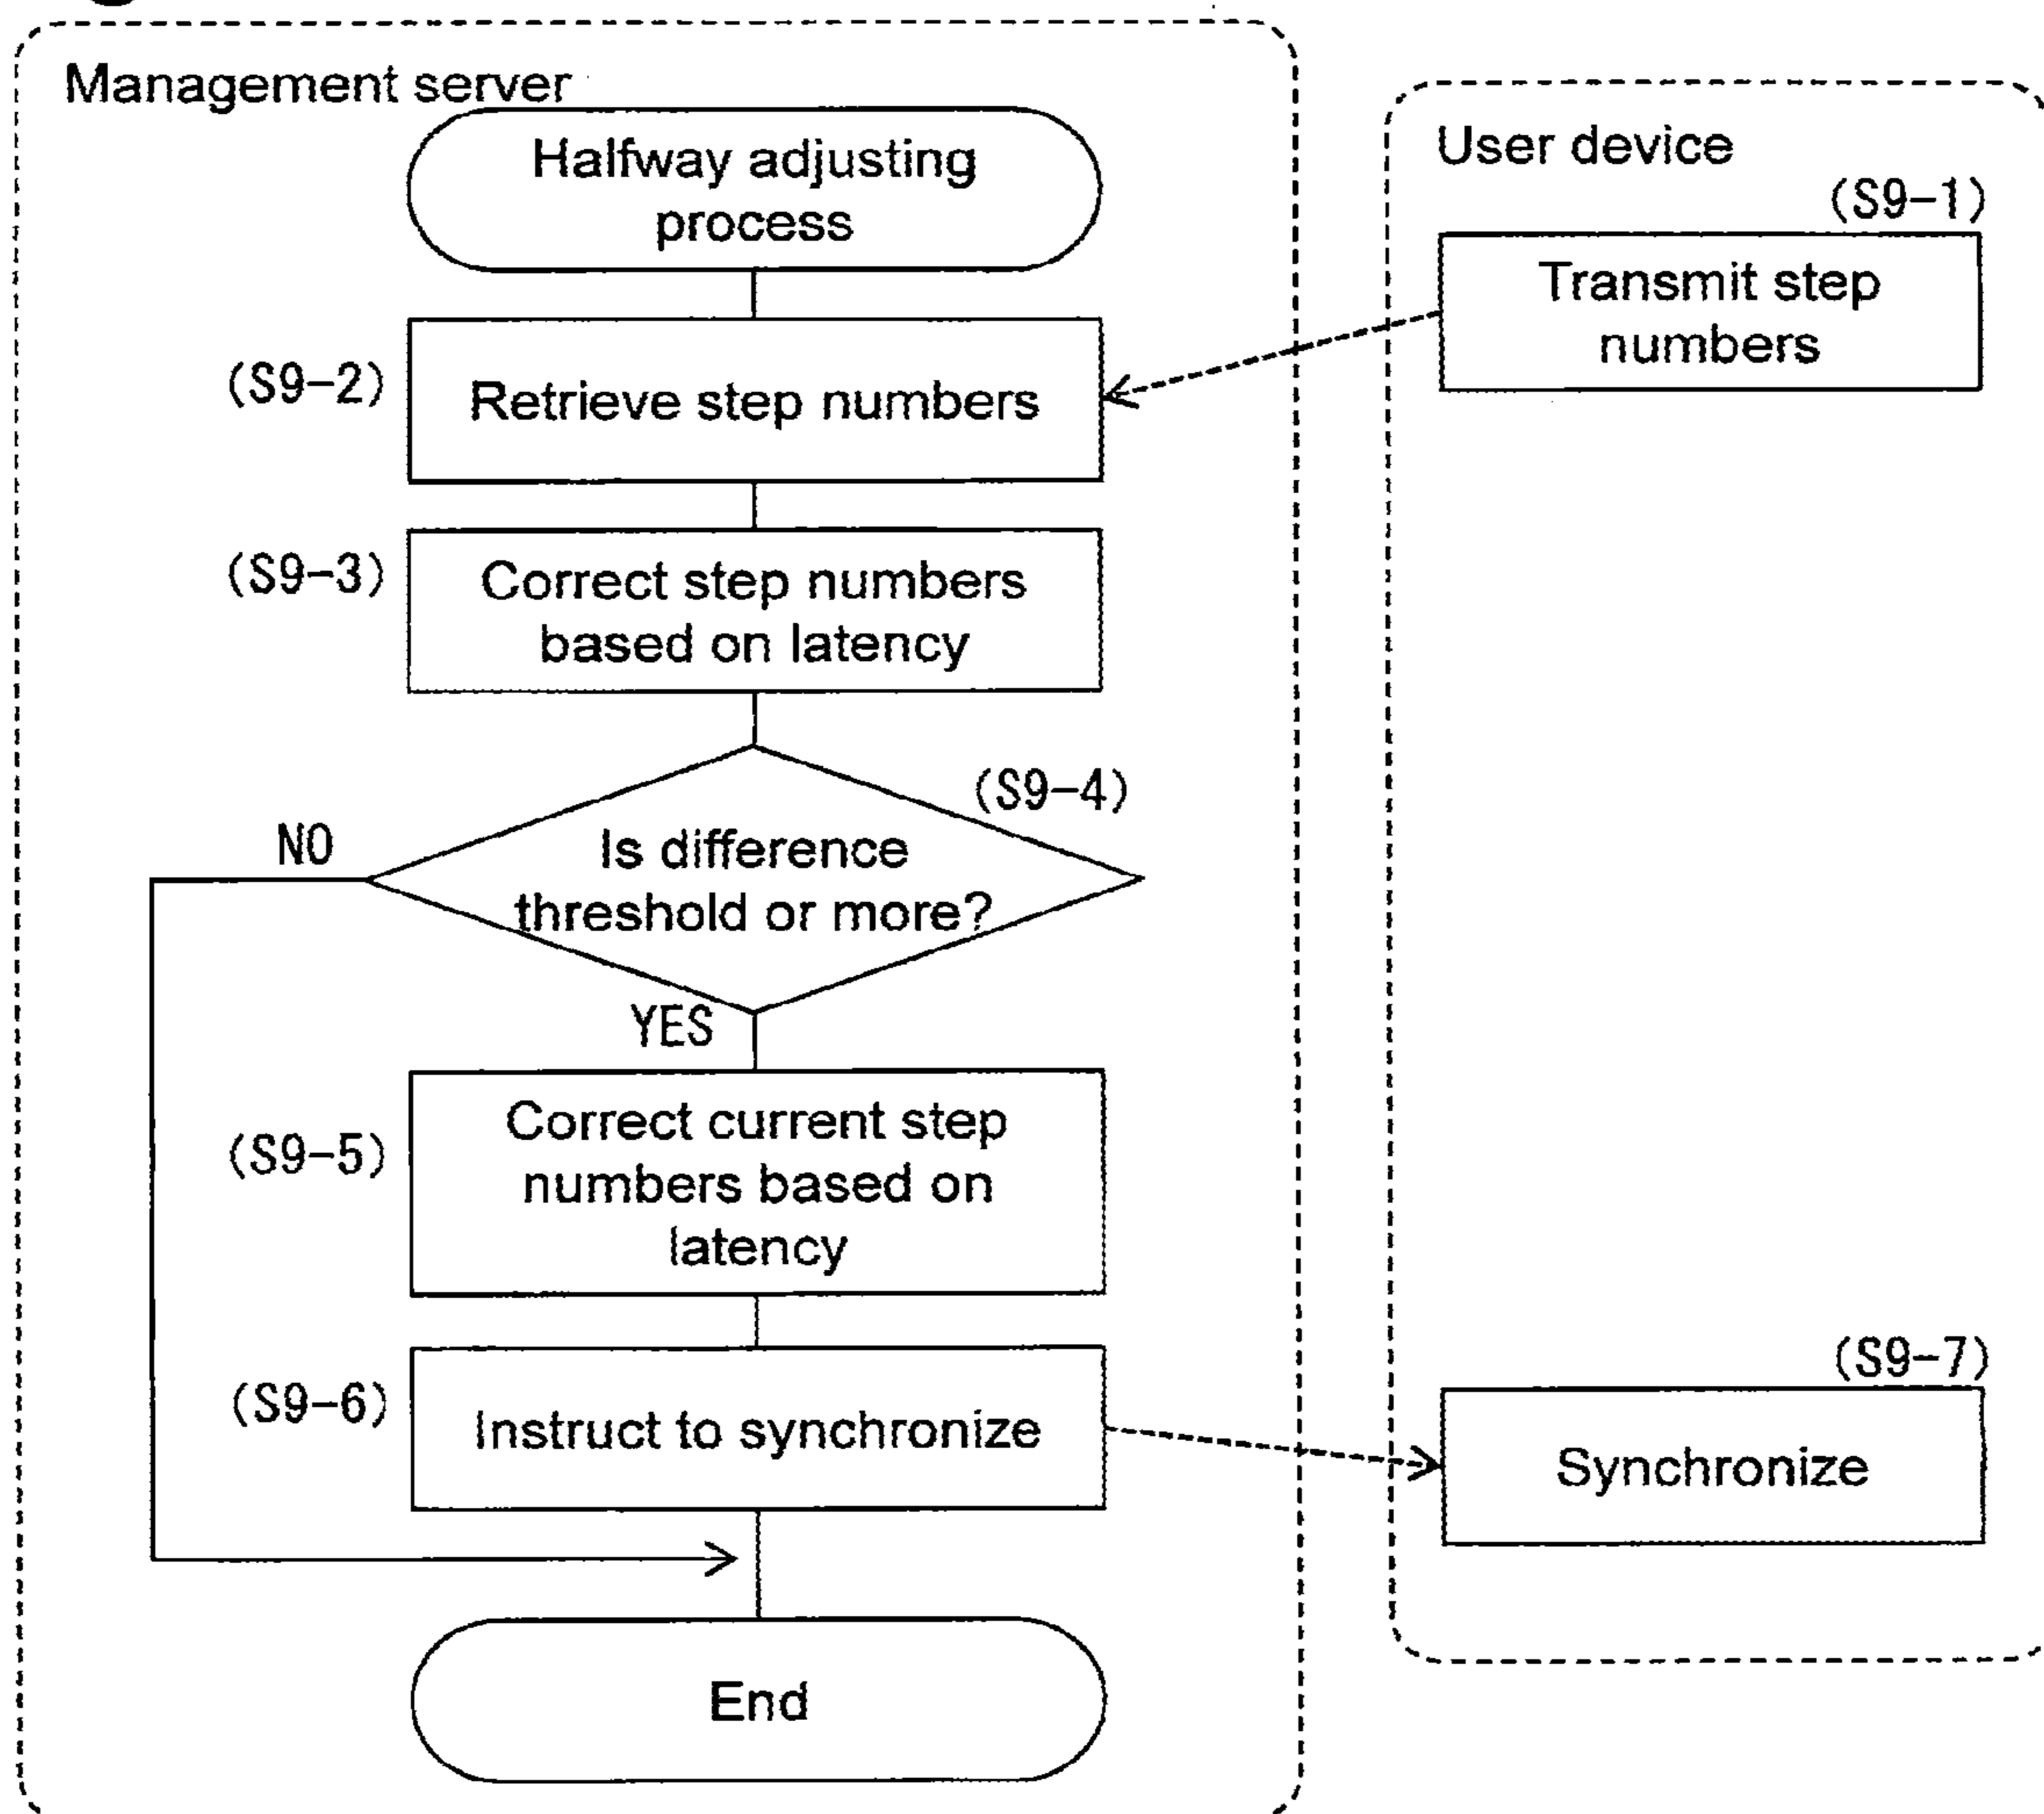 Management server
Halfway adjusting
process
User device
(S9-1)
Transmit step
numbers
(S9-2)
Retrieve step numbers
(S9-3)
Correct step numbers
based on latency
(S9-4)
NO
Is difference
threshold or more?
YES
(S9-5)
Correct current step
numbers based on
latency
(S9-6)
Instruct to synchronize
(S9-7)
Synchronize
End